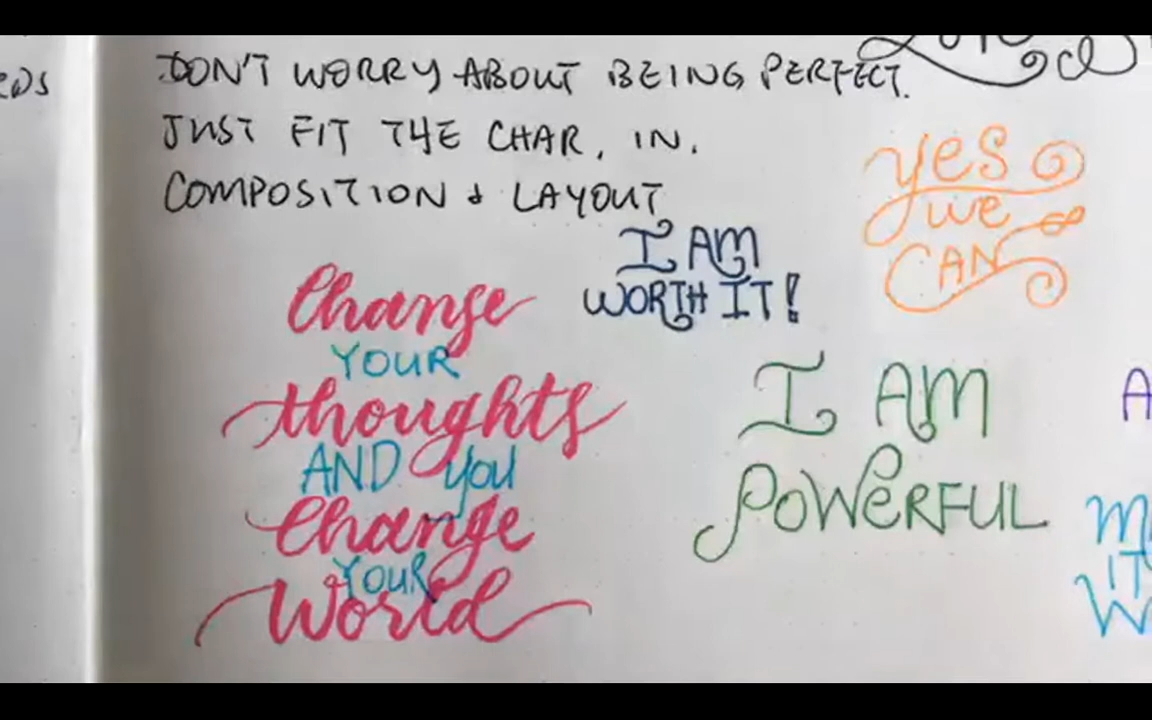 DON'T WORRY ABOUT BEING PERFECT.
JUST FIT THE CHAR. IN.
COMPOSITION & LAYOUT
YES
WE
CAN
I AM
WORTH IT!
Change
YOUR
thoughts
AND you
Change
YOUR
World
I AM
POWERFUL
A
M
IT
W